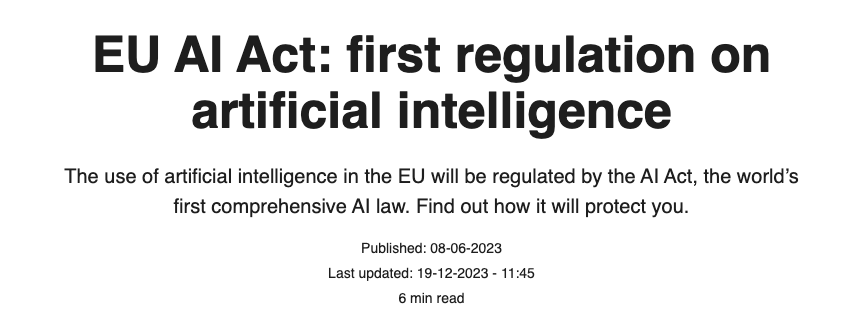 EU AI Act: first regulation on
artificial intelligence
The use of artificial intelligence in the EU will be regulated by the AI Act, the world’s
first comprehensive AI law. Find out how it will protect you.
Published: 08-06-2023
Last updated: 19-12-2023 - 11:45
6 min read